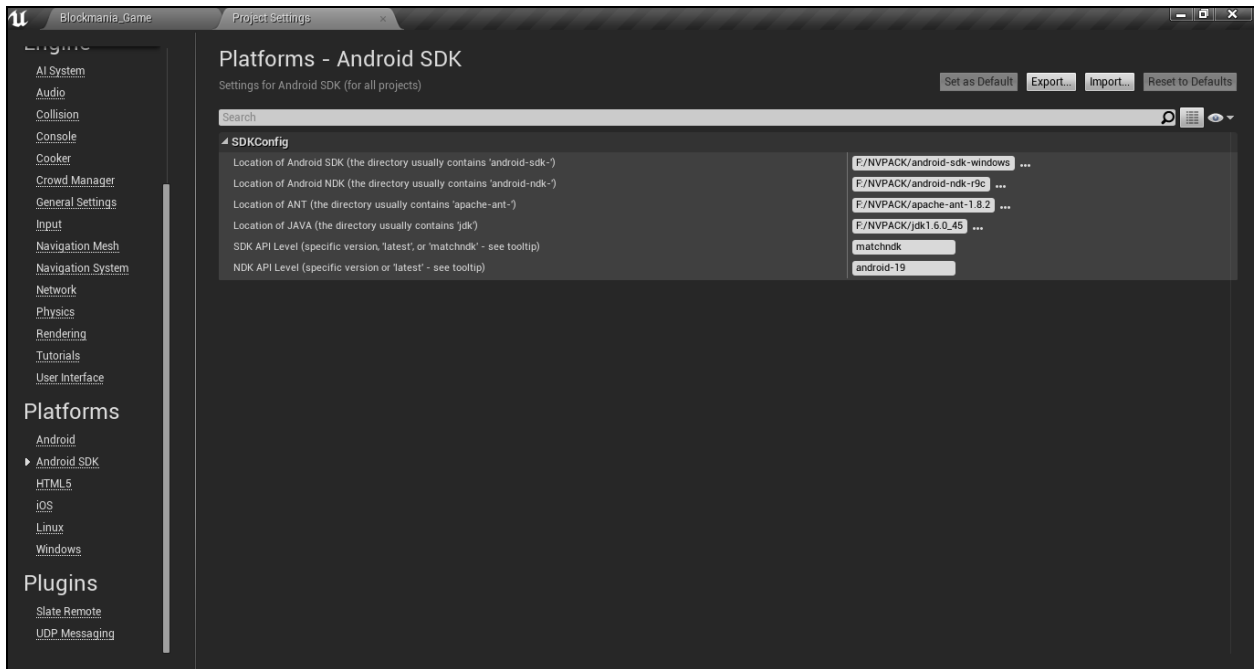 Blockmania_Game
Project Settings
Engine
AI System
Audio
Collision
Console
Cooker
Crowd Manager
General Settings
Input
Navigation Mesh
Navigation System
Network
Physics
Rendering
Tutorials
User Interface
Platforms
Android
Android SDK
HTML5
iOS
Linux
Windows
Plugins
Slate Remote
UDP Messaging
Platforms - Android SDK
Settings for Android SDK (for all projects)
Set as Default Export... Import... Reset to Defaults
Search
SDKConfig
Location of Android SDK (the directory usually contains 'android-sdk-') F:/NVPACK/android-sdk-windows ...
Location of Android NDK (the directory usually contains 'android-ndk-') F:/NVPACK/android-ndk-r9c ...
Location of ANT (the directory usually contains 'apache-ant-') F:/NVPACK/apache-ant-1.8.2 ...
Location of JAVA (the directory usually contains 'jdk') F:/NVPACK/jdk1.6.0_45 ...
SDK API Level (specific version, 'latest', or 'matchndk' - see tooltip) matchndk
NDK API Level (specific version or 'latest' - see tooltip) android-19